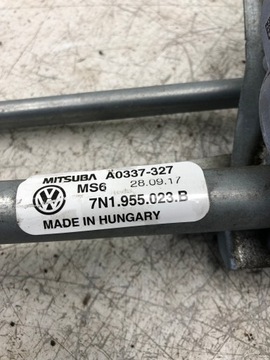 MITSUBA A0337-327
MS6 28.09.17
7N1.955.023.B
MADE IN HUNGARY